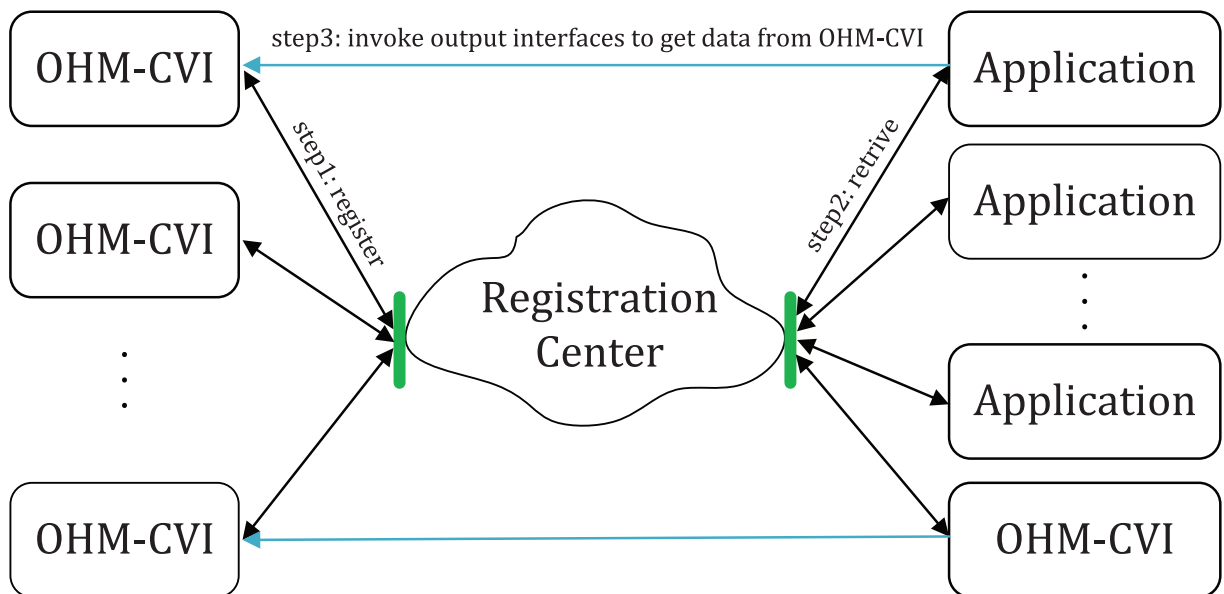 step3: invoke output interfaces to get data from OHM-CVI
OHM-CVI
Application
step1: register
step2: retrive
OHM-CVI
Application
Registration
Center
.
.
.
.
.
.
Application
OHM-CVI
OHM-CVI